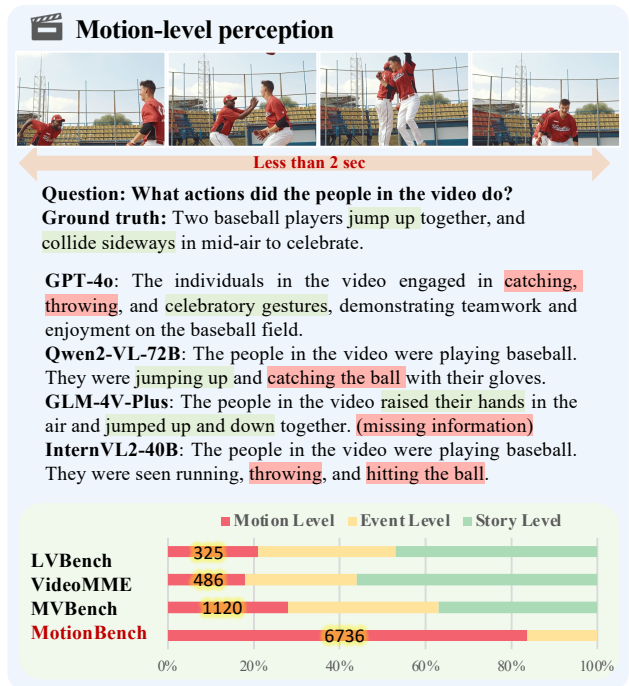 Motion-level perception
Less than 2 sec
Question: What actions did the people in the video do?
Ground truth: Two baseball players jump up together, and
collide sideways in mid-air to celebrate.
GPT-4o: The individuals in the video engaged in catching,
throwing, and celebratory gestures, demonstrating teamwork and
enjoyment on the baseball field.
Qwen2-VL-72B: The people in the video were playing baseball.
They were jumping up and catching the ball with their gloves.
GLM-4V-Plus: The people in the video raised their hands in the
air and jumped up and down together. (missing information)
InternVL2-40B: The people in the video were playing baseball.
They were seen running, throwing, and hitting the ball.
Motion Level Event Level Story Level
LVBench 325
VideoMME 486
MVBench 1120
MotionBench 6736
0% 20% 40% 60% 80% 100%